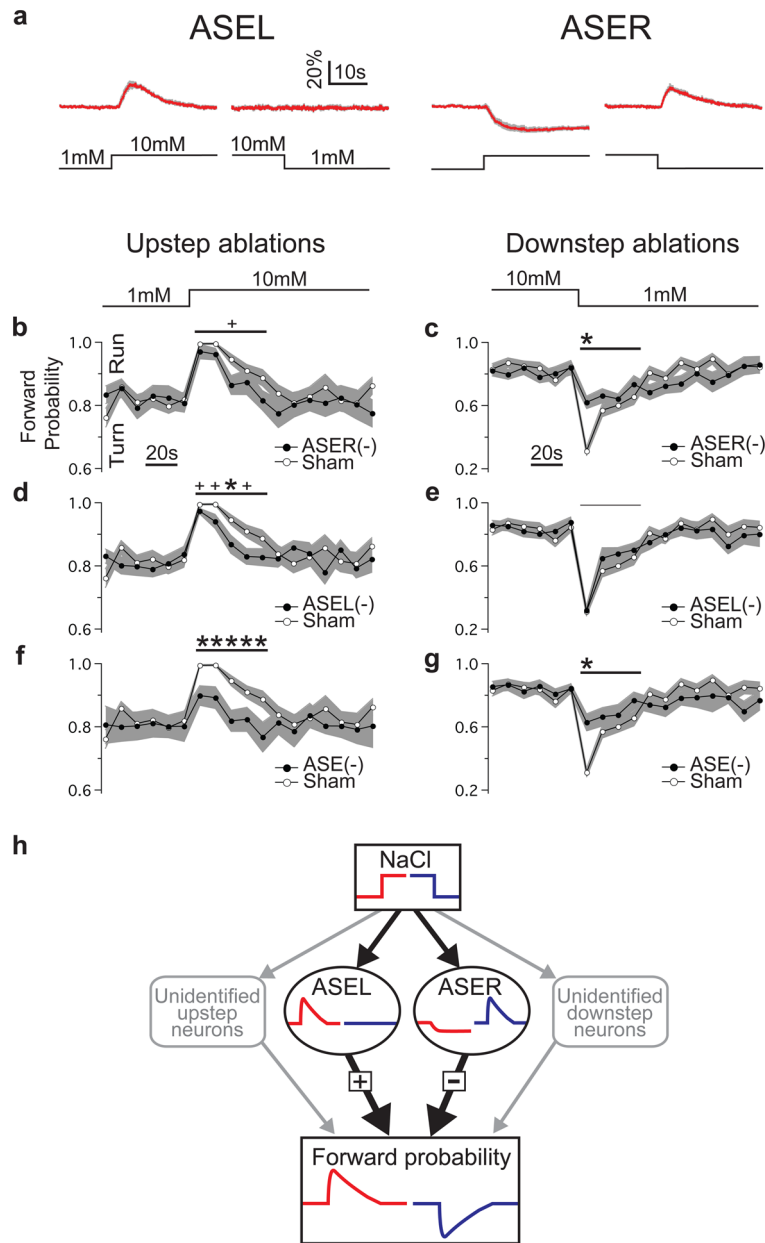 a
ASEL
ASER
20%
10s
1mM
10mM
10mM
1mM
Upstep ablations
Downstep ablations
1mM
10mM
10mM
1mM
b
+
1.0
0.8
0.6
Forward
Probability
Run
Turn
20s
ASER(-)
Sham
c
*
1.0
0.6
0.2
20s
ASER(-)
Sham
d
++*+
1.0
0.8
0.6
ASEL(-)
Sham
e
1.0
0.6
0.2
ASEL(-)
Sham
f
*****
1.0
0.8
0.6
ASE(-)
Sham
g
*
1.0
0.6
0.2
ASE(-)
Sham
h
NaCl
ASEL
ASER
Unidentified
upstep
neurons
Unidentified
downstep
neurons
+
-
Forward probability